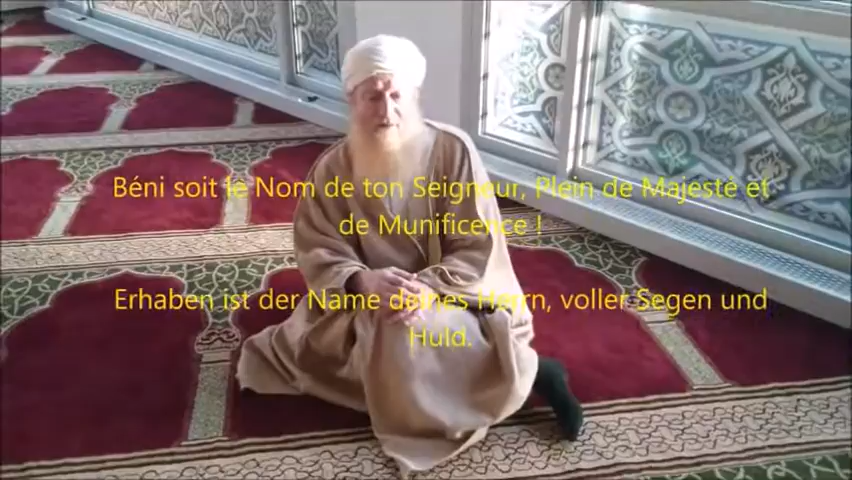 Béni soit le Nom de ton Seigneur, Plein de Majesté et
de Munificence !
Erhaben ist der Name deines Herrn, voller Segen und
Huld.